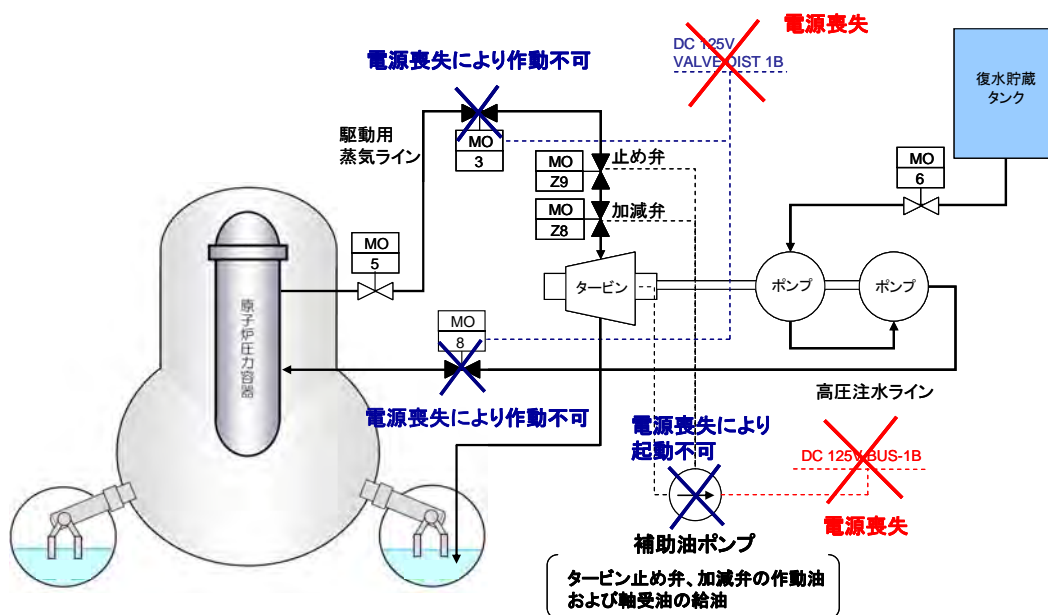 電源喪失
DC 125V
VALVE DIST 1B
電源喪失により作動不可
復水貯蔵
タンク
駆動用
蒸気ライン
MO
3
止め弁
MO
Z9
MO
6
加減弁
MO
Z8
MO
5
タービン
ポンプ
ポンプ
原子炉圧力容器
MO
8
高圧注水ライン
電源喪失により作動不可
電源喪失により
起動不可
DC 125V BUS-1B
電源喪失
補助油ポンプ
タービン止め弁、加減弁の作動油
および軸受油の給油